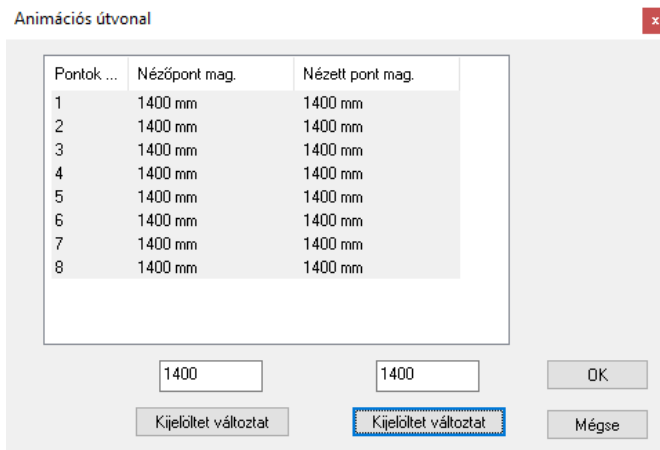 Animációs útvonal
x
Pontok ... Nézőpont mag. Nézett pont mag.
1 1400 mm 1400 mm
2 1400 mm 1400 mm
3 1400 mm 1400 mm
4 1400 mm 1400 mm
5 1400 mm 1400 mm
6 1400 mm 1400 mm
7 1400 mm 1400 mm
8 1400 mm 1400 mm
1400 1400 OK
Kijelöltet változtat Kijelöltet változtat Mégse